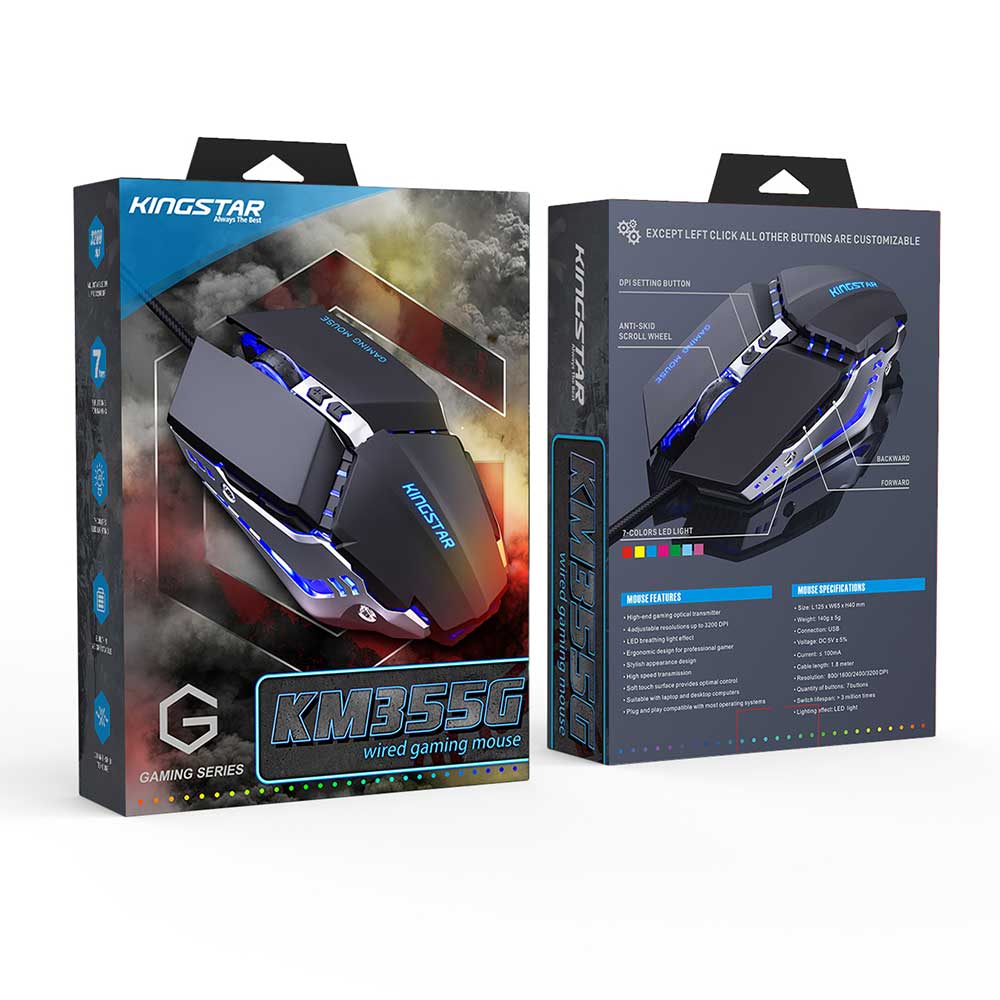 KINGSTAR
Always The Best
3200
7
GAMING MOUSE
KINGSTAR
G
GAMING SERIES
KM355G
wired gaming mouse
KINGSTAR
Always The Best
KM355G
wired gaming mouse
EXCEPT LEFT CLICK ALL OTHER BUTTONS ARE CUSTOMIZABLE
DPI SETTING BUTTON
ANTI-SKID
SCROLL WHEEL
GAMING MOUSE
KINGSTAR
BACKWARD
FORWARD
7-COLORS LED LIGHT
MOUSE FEATURES
• High-end gaming optical transmitter
• 4 adjustable resolutions up to 3200 DPI
• LED breathing light effect
• Ergonomic design for professional gamer
• Stylish appearance design
• High speed transmission
• Soft touch surface provides optimal control
• Suitable with laptop and desktop computers
• Plug and play compatible with most operating systems
MOUSE SPECIFICATIONS
• Size: L125 x W65 x H40 mm
• Weight: 140g ± 5g
• Connection: USB
• Voltage: DC 5V ± 5%
• Current: ≤ 100mA
• Cable length: 1.8 meter
• Resolution: 800/1600/2400/3200 DPI
• Quantity of buttons: 7buttons
• Switch lifespan: > 3 million times
• Lighting effect: LED light